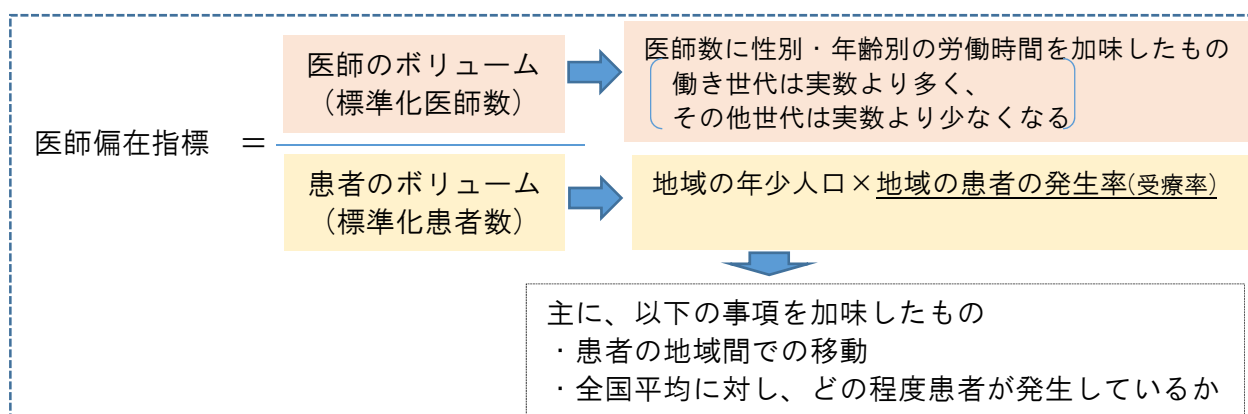 医師偏在指標 ＝
医師のボリューム
（標準化医師数）
医師数に性別・年齢別の労働時間を加味したもの
働き世代は実数より多く、
その他世代は実数より少なくなる
患者のボリューム
（標準化患者数）
地域の年少人口×地域の患者の発生率(受療率)
主に、以下の事項を加味したもの
・患者の地域間での移動
・全国平均に対し、どの程度患者が発生しているか